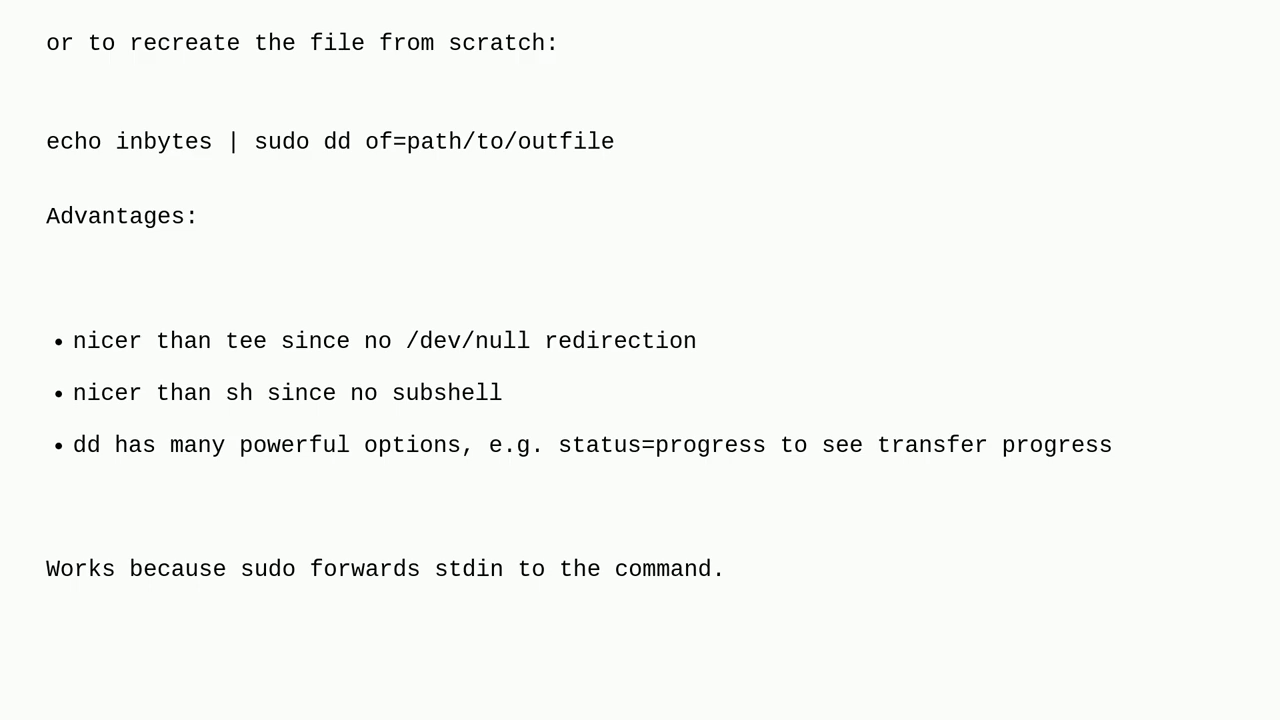 or to recreate the file from scratch:
echo inbytes | sudo dd of=path/to/outfile
Advantages:
• nicer than tee since no /dev/null redirection
• nicer than sh since no subshell
• dd has many powerful options, e.g. status=progress to see transfer progress
Works because sudo forwards stdin to the command.